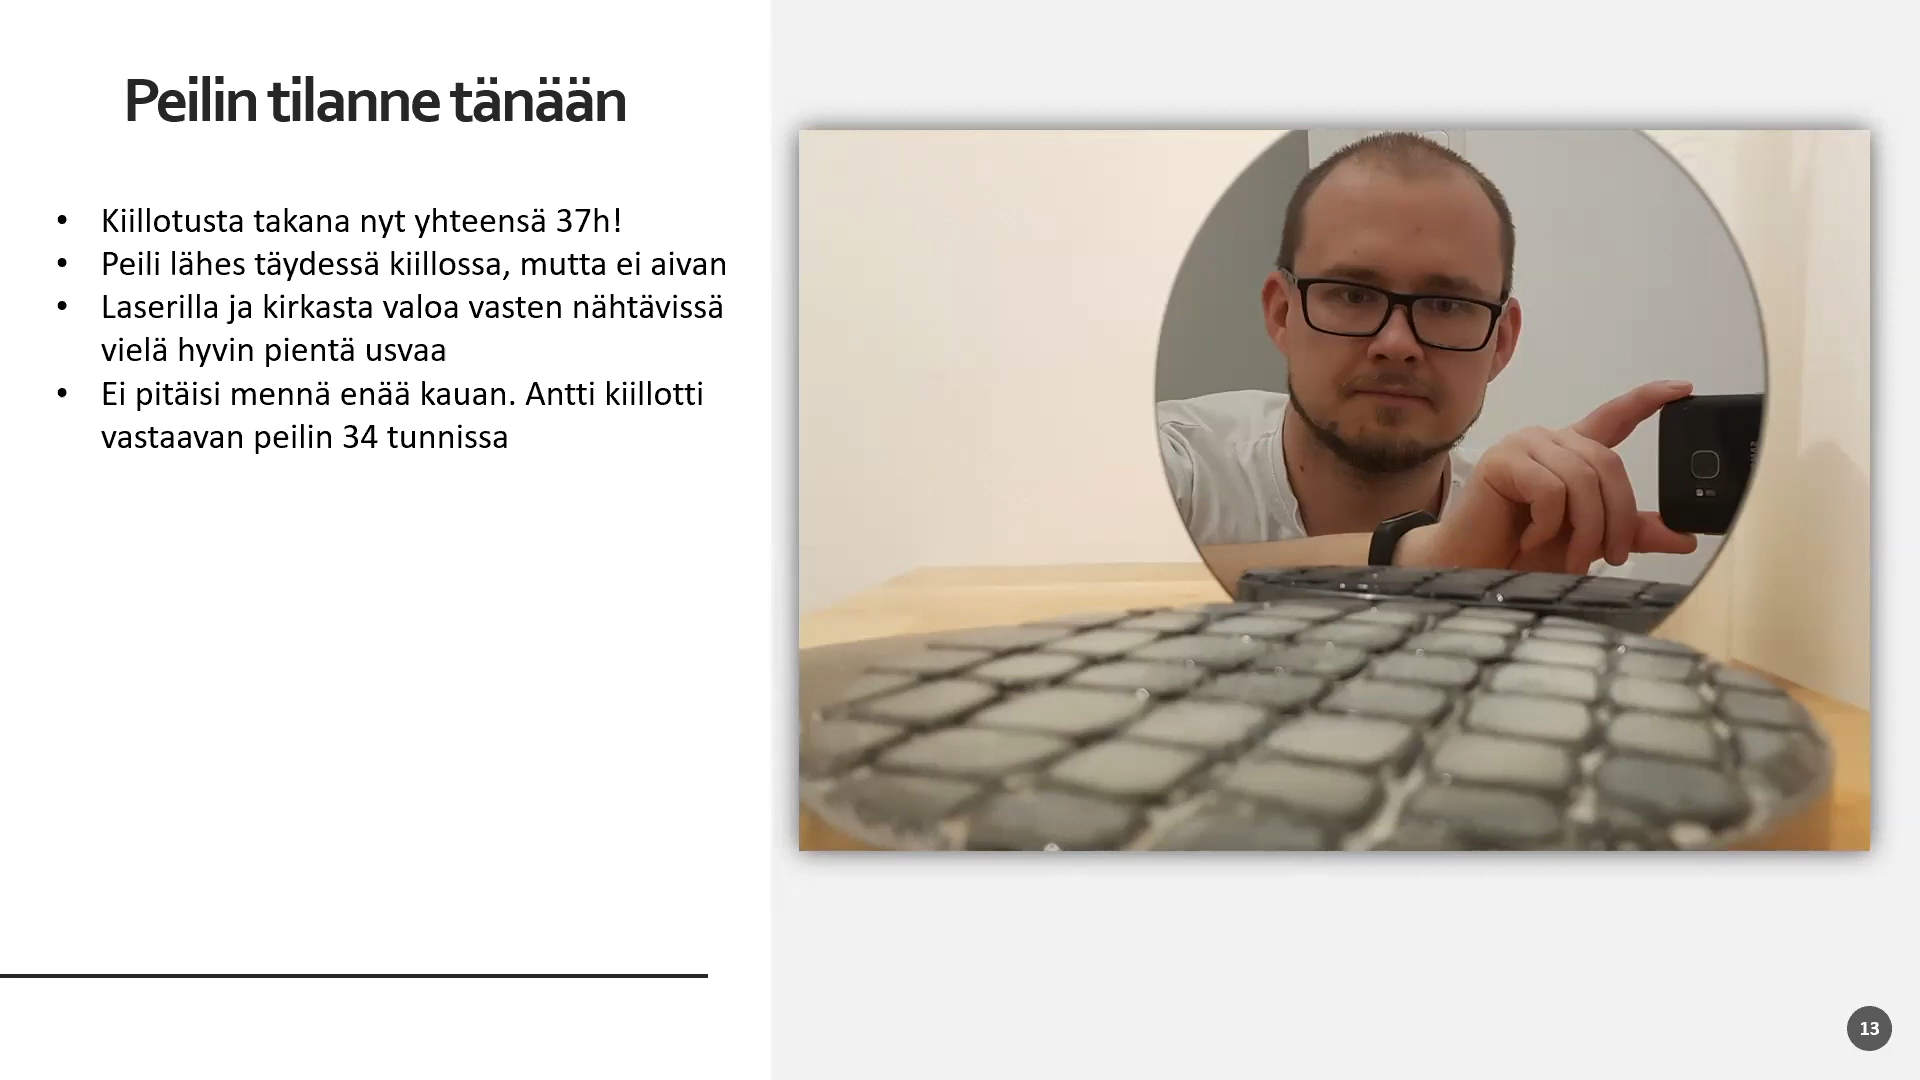 Peilin tilanne tänään
• Kiillotusta takana nyt yhteensä 37h!
• Peili lähes täydessä kiillossa, mutta ei aivan
• Laserilla ja kirkasta valoa vasten nähtävissä
vielä hyvin pientä usvaa
• Ei pitäisi mennä enää kauan. Antti kiillotti
vastaavan peilin 34 tunnissa
13